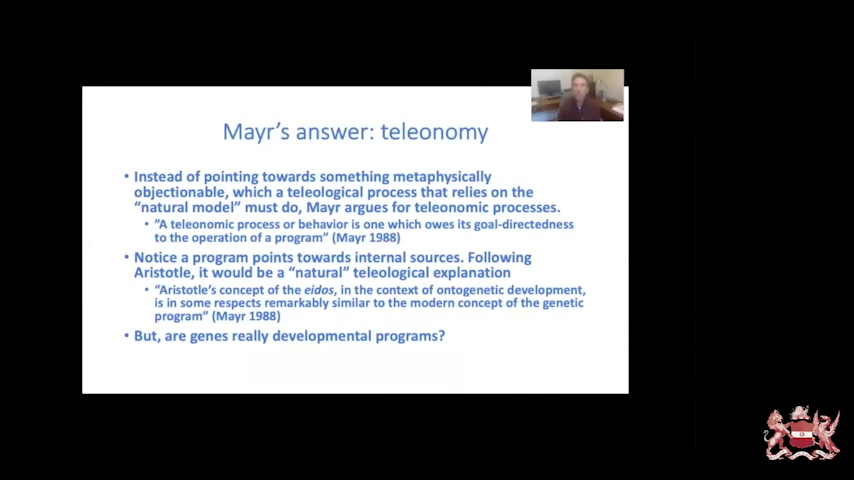 Mayr's answer: teleonomy
• Instead of pointing towards something metaphysically
objectionable, which a teleological process that relies on the
"natural model" must do, Mayr argues for teleonomic processes.
• "A teleonomic process or behavior is one which owes its goal-directedness
to the operation of a program" (Mayr 1988)
• Notice a program points towards internal sources. Following
Aristotle, it would be a "natural" teleological explanation
• "Aristotle's concept of the eidos, in the context of ontogenetic development,
is in some respects remarkably similar to the modern concept of the genetic
program" (Mayr 1988)
• But, are genes really developmental programs?